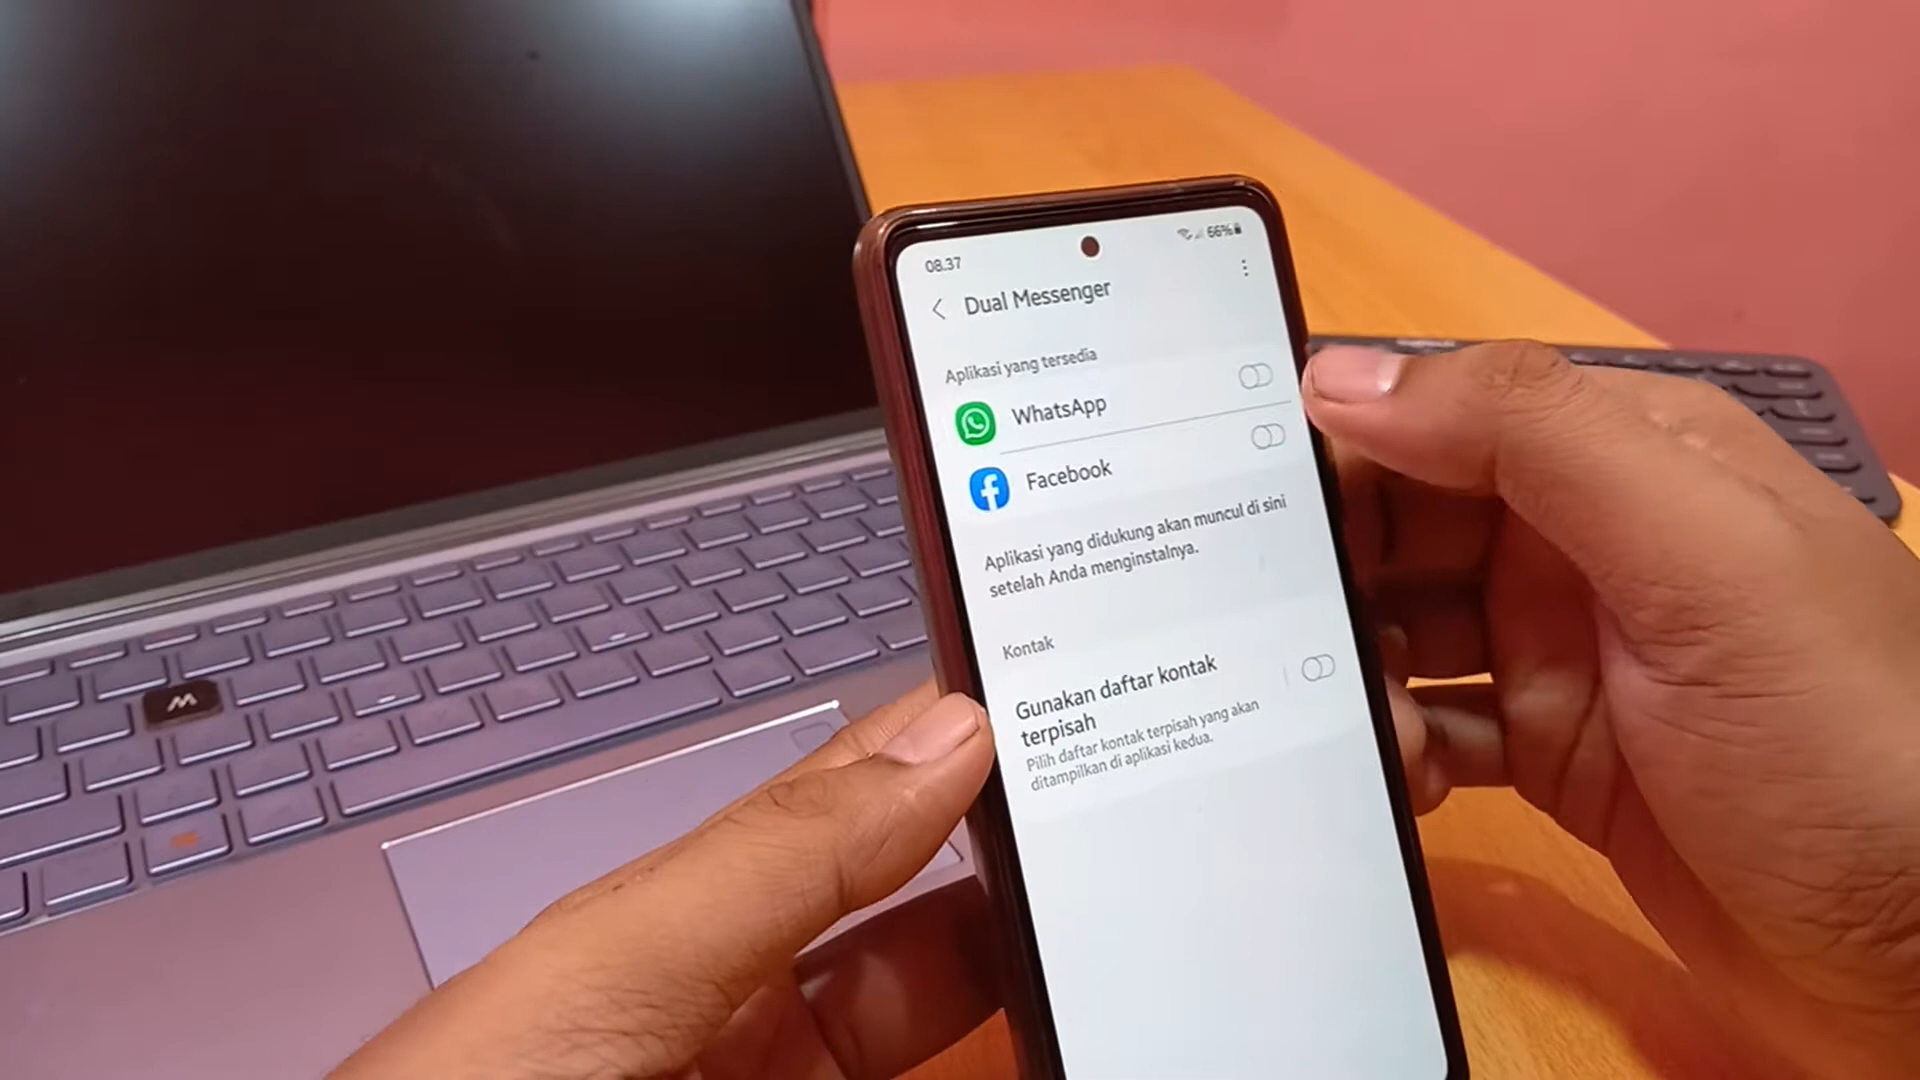 08.37
66%
Dual Messenger
Aplikasi yang tersedia
WhatsApp
Facebook
Aplikasi yang didukung akan muncul di sini
setelah Anda menginstalnya.
Kontak
Gunakan daftar kontak
terpisah
Pilih daftar kontak terpisah yang akan
ditampilkan di aplikasi kedua.